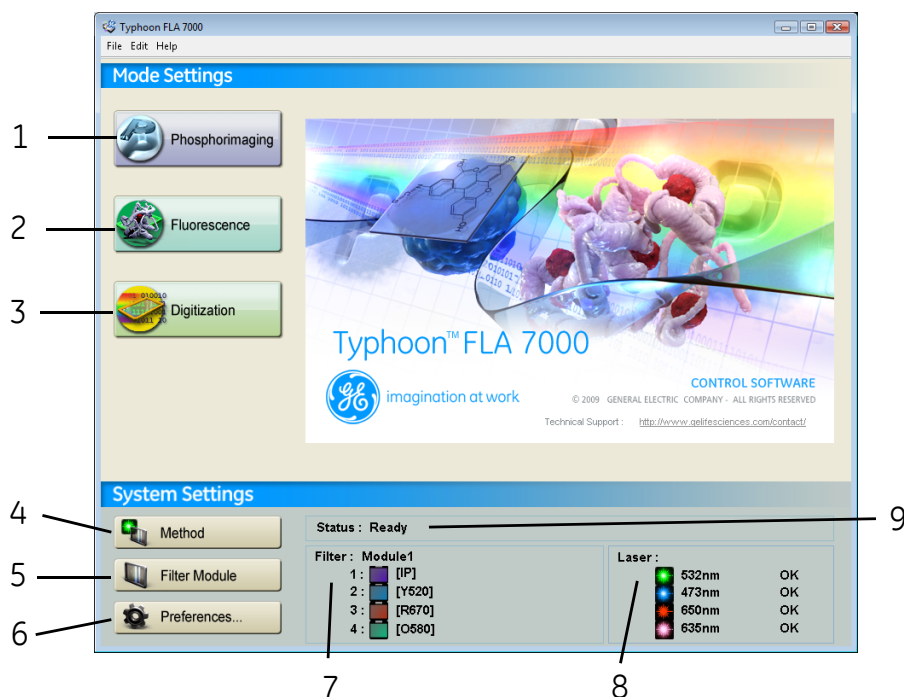 Typhoon FLA 7000
File Edit Help
Mode Settings
1
Phosphorimaging
2
Fluorescence
3
Digitization
Typhoon™ FLA 7000
imagination at work
CONTROL SOFTWARE
© 2009 GENERAL ELECTRIC COMPANY - ALL RIGHTS RESERVED
Technical Support : http://www.gelifesciences.com/contact/
System Settings
4
Method
5
Filter Module
6
Preferences...
Status : Ready
9
Filter : Module1
1 : [IP]
2 : [Y520]
3 : [R670]
4 : [O580]
7
Laser :
532nm OK
473nm OK
650nm OK
635nm OK
8